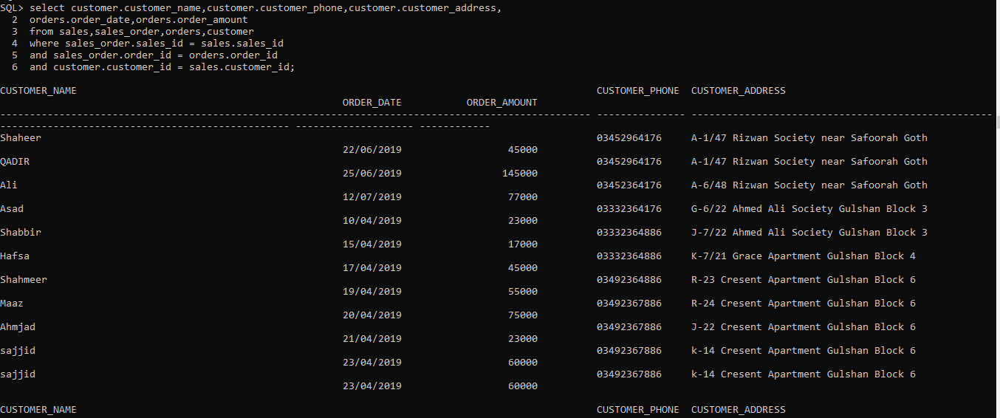 SQL> select customer.customer_name,customer.customer_phone,customer.customer_address,
2 orders.order_date,orders.order_amount
3 from sales,sales_order,orders,customer
4 where sales_order.sales_id = sales.sales_id
5 and sales_order.order_id = orders.order_id
6 and customer.customer_id = sales.customer_id;
CUSTOMER_NAME CUSTOMER_PHONE CUSTOMER_ADDRESS
ORDER_DATE ORDER_AMOUNT
---------------------------------------------------------------------------------------------------- --------------- ---------------------------------------------------
------------------------------------------------- -------------------- ------------
Shaheer 03452964176 A-1/47 Rizwan Society near Safoorah Goth
22/06/2019 45000
QADIR 03452964176 A-1/47 Rizwan Society near Safoorah Goth
25/06/2019 145000
Ali 03452364176 A-6/48 Rizwan Society near Safoorah Goth
12/07/2019 77000
Asad 03332364176 G-6/22 Ahmed Ali Society Gulshan Block 3
10/04/2019 23000
Shabbir 03332364886 J-7/22 Ahmed Ali Society Gulshan Block 3
15/04/2019 17000
Hafsa 03332364886 K-7/21 Grace Apartment Gulshan Block 4
17/04/2019 45000
Shahmeer 03492364886 R-23 Cresent Apartment Gulshan Block 6
19/04/2019 55000
Maaz 03492367886 R-24 Cresent Apartment Gulshan Block 6
20/04/2019 75000
Ahmjad 03492367886 J-22 Cresent Apartment Gulshan Block 6
21/04/2019 23000
sajjid 03492367886 k-14 Cresent Apartment Gulshan Block 6
23/04/2019 60000
sajjid 03492367886 k-14 Cresent Apartment Gulshan Block 6
23/04/2019 60000
CUSTOMER_NAME CUSTOMER_PHONE CUSTOMER_ADDRESS